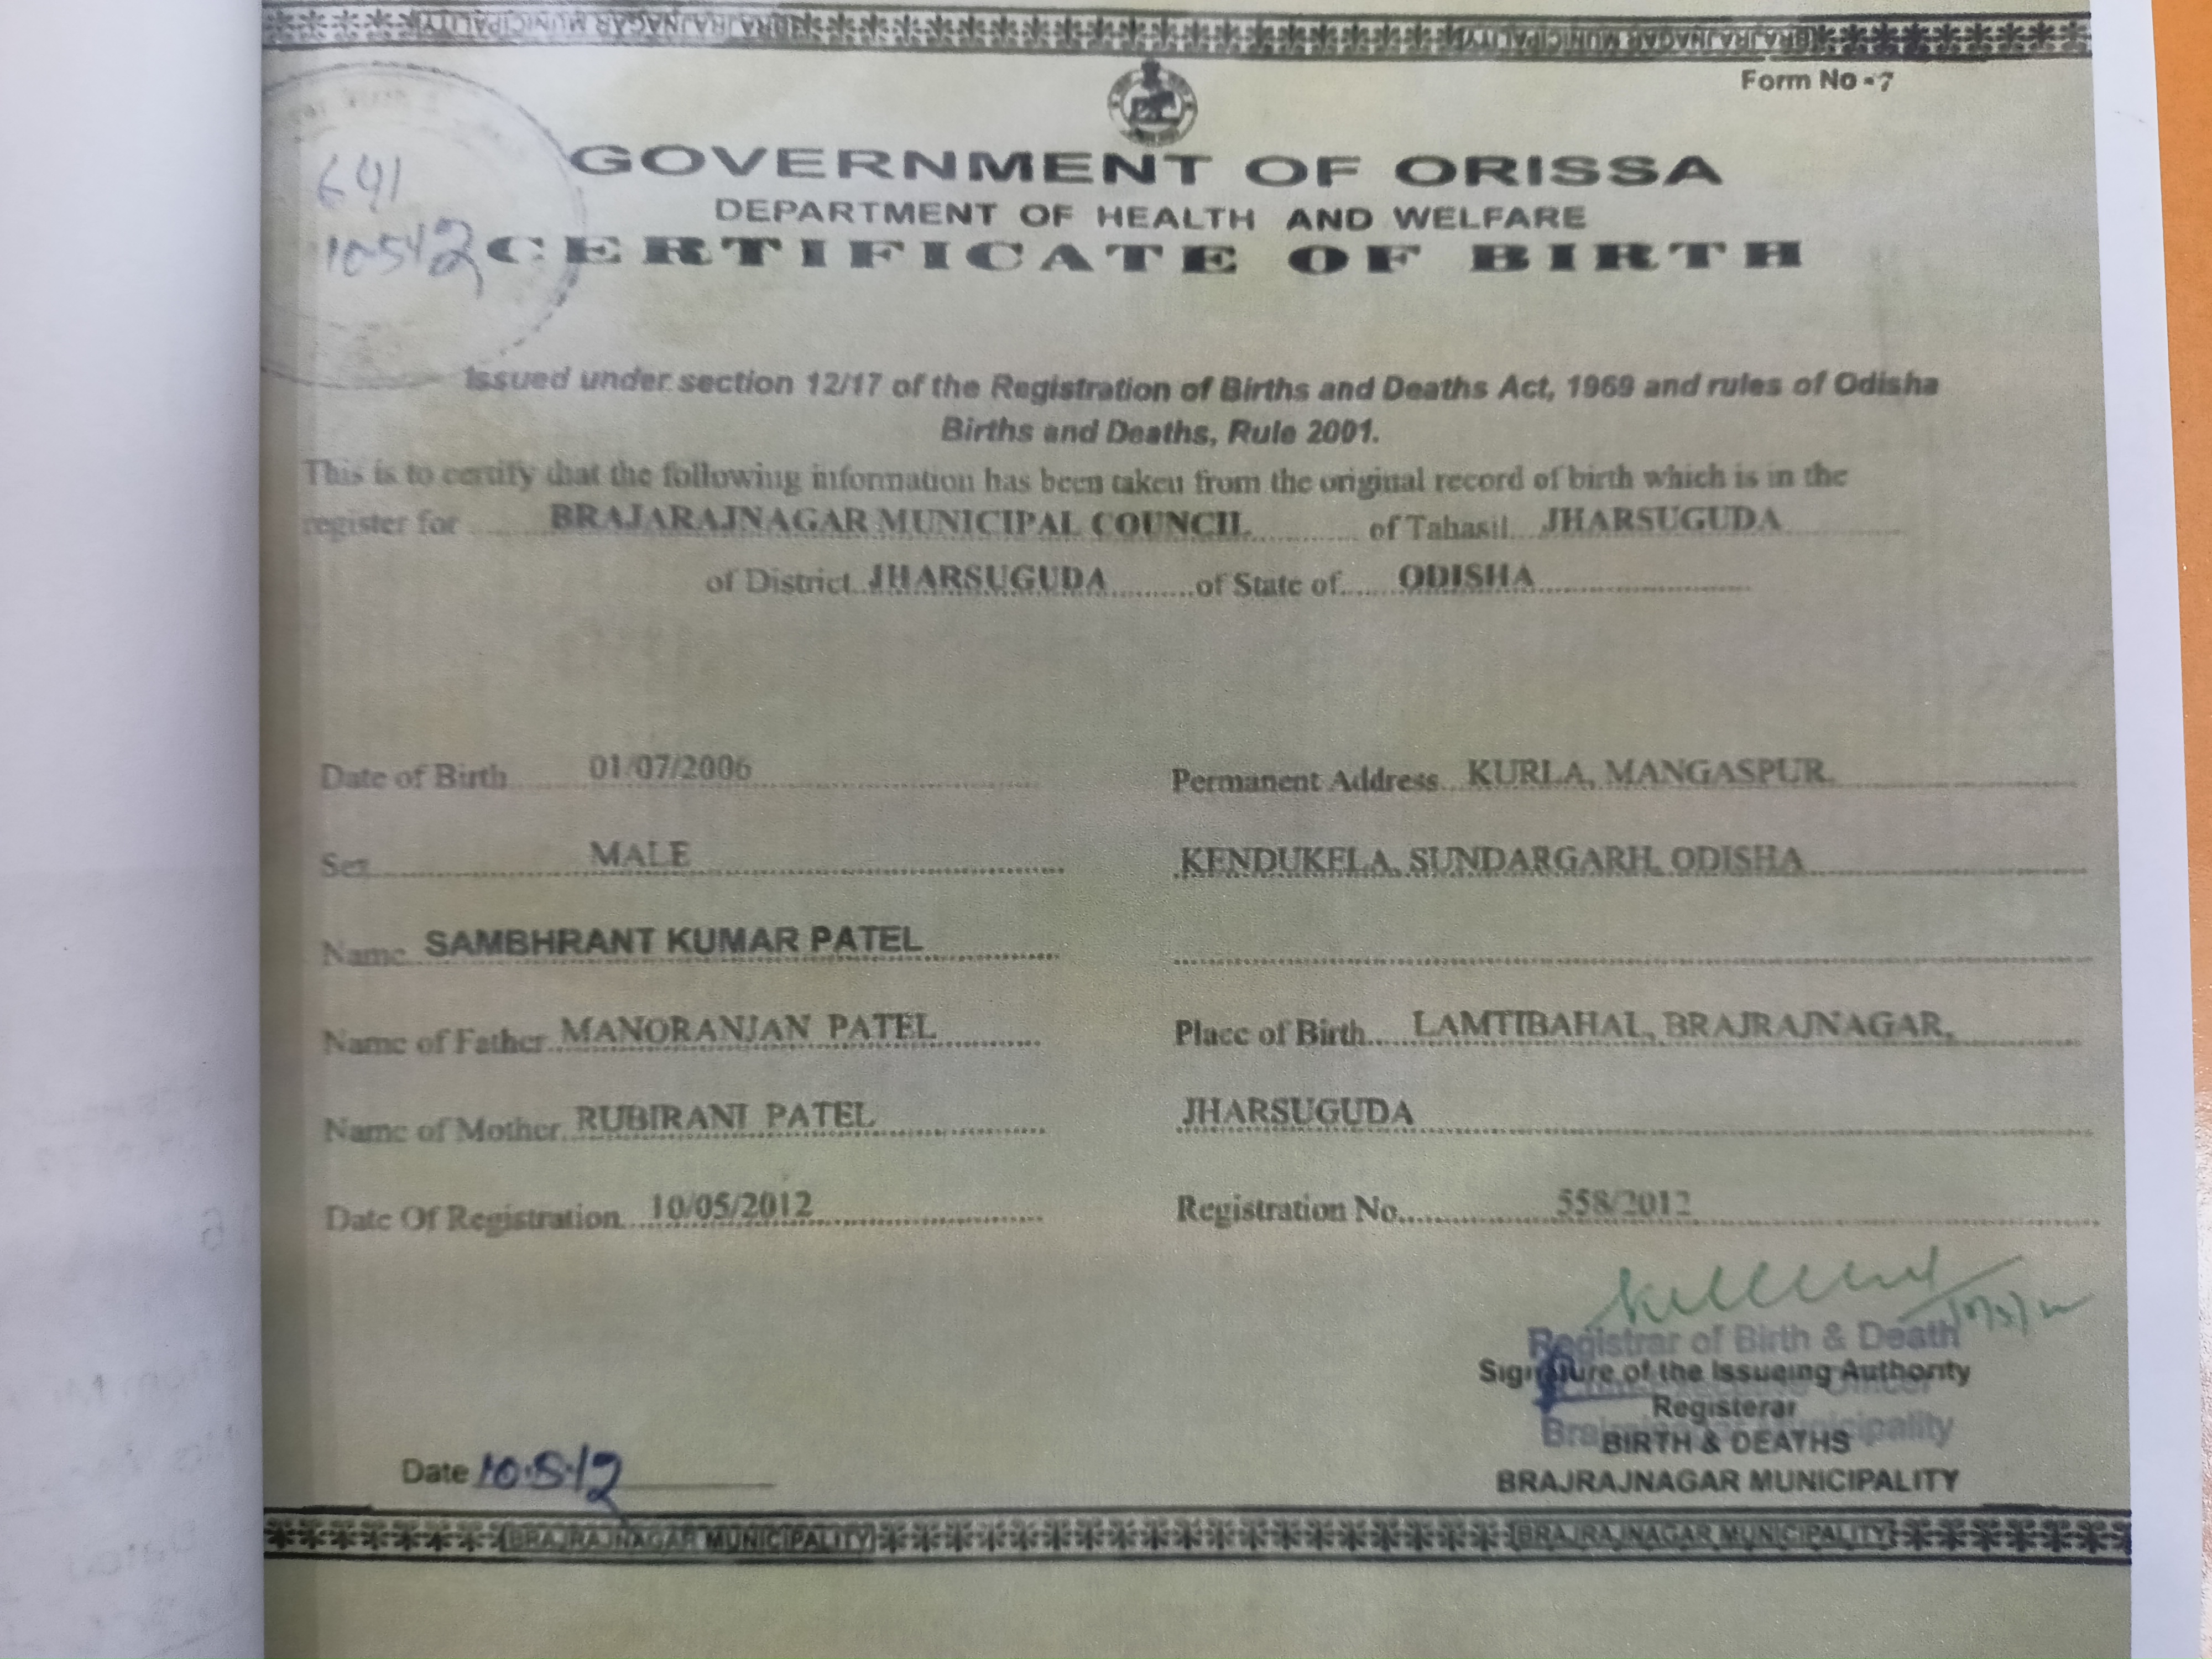 BRAJRAJNAGAR MUNICIPALITY BRAJRAJNAGAR MUNICIPALITY
Form No - 7
641
10542
GOVERNMENT OF ORISSA
DEPARTMENT OF HEALTH AND WELFARE
CERTIFICATE OF BIRTH
Issued under section 12/17 of the Registration of Births and Deaths Act, 1969 and rules of Odisha
Births and Deaths, Rule 2001.
This is to certify that the following information has been taken from the original record of birth which is in the
register for BRAJARAJNAGAR MUNICIPAL COUNCIL of Tahasil JHARSUGUDA
of District JHARSUGUDA of State of ODISHA
Date of Birth 01/07/2006
Permanent Address KURLA, MANGASPUR,
Sex MALE
KENDUKELA, SUNDARGARH, ODISHA
Name SAMBHRANT KUMAR PATEL
Name of Father MANORANJAN PATEL
Place of Birth LAMTIBAHAL, BRAJRAJNAGAR,
Name of Mother RUBIRANI PATEL
JHARSUGUDA
Date Of Registration 10/05/2012
Registration No 558/2012
Registrar of Birth & Death
Signature of the Issueing Authority
Registerar
BIRTH & DEATHS
BRAJRAJNAGAR MUNICIPALITY
Date 10.5.12
BRAJRAJNAGAR MUNICIPALITY BRAJRAJNAGAR MUNICIPALITY